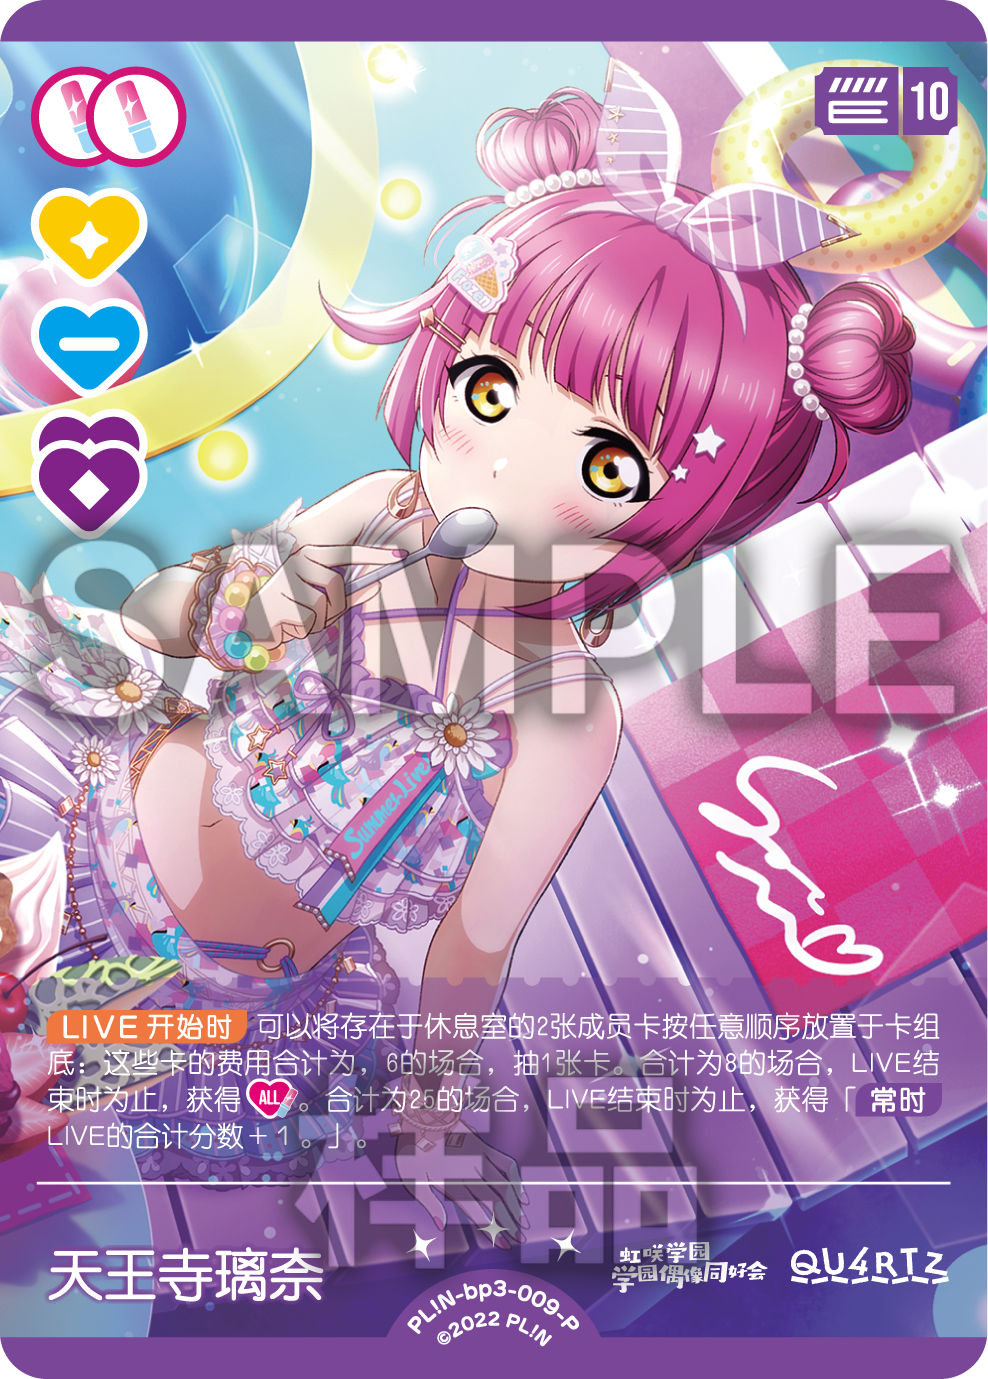 10
Frozen
Summer Live
SAMPLE
LIVE 开始时 可以将存在于休息室的2张成员卡按任意顺序放置于卡组
底：这些卡的费用合计为，6的场合，抽1张卡。合计为8的场合，LIVE结
束时为止，获得 ALL 。合计为25的场合，LIVE结束时为止，获得「 常时
LIVE的合计分数＋1。」。
样品
天王寺璃奈
虹咲学园
学园偶像同好会
QU4RTZ
PL!N-bp3-009-P
©2022 PL!N